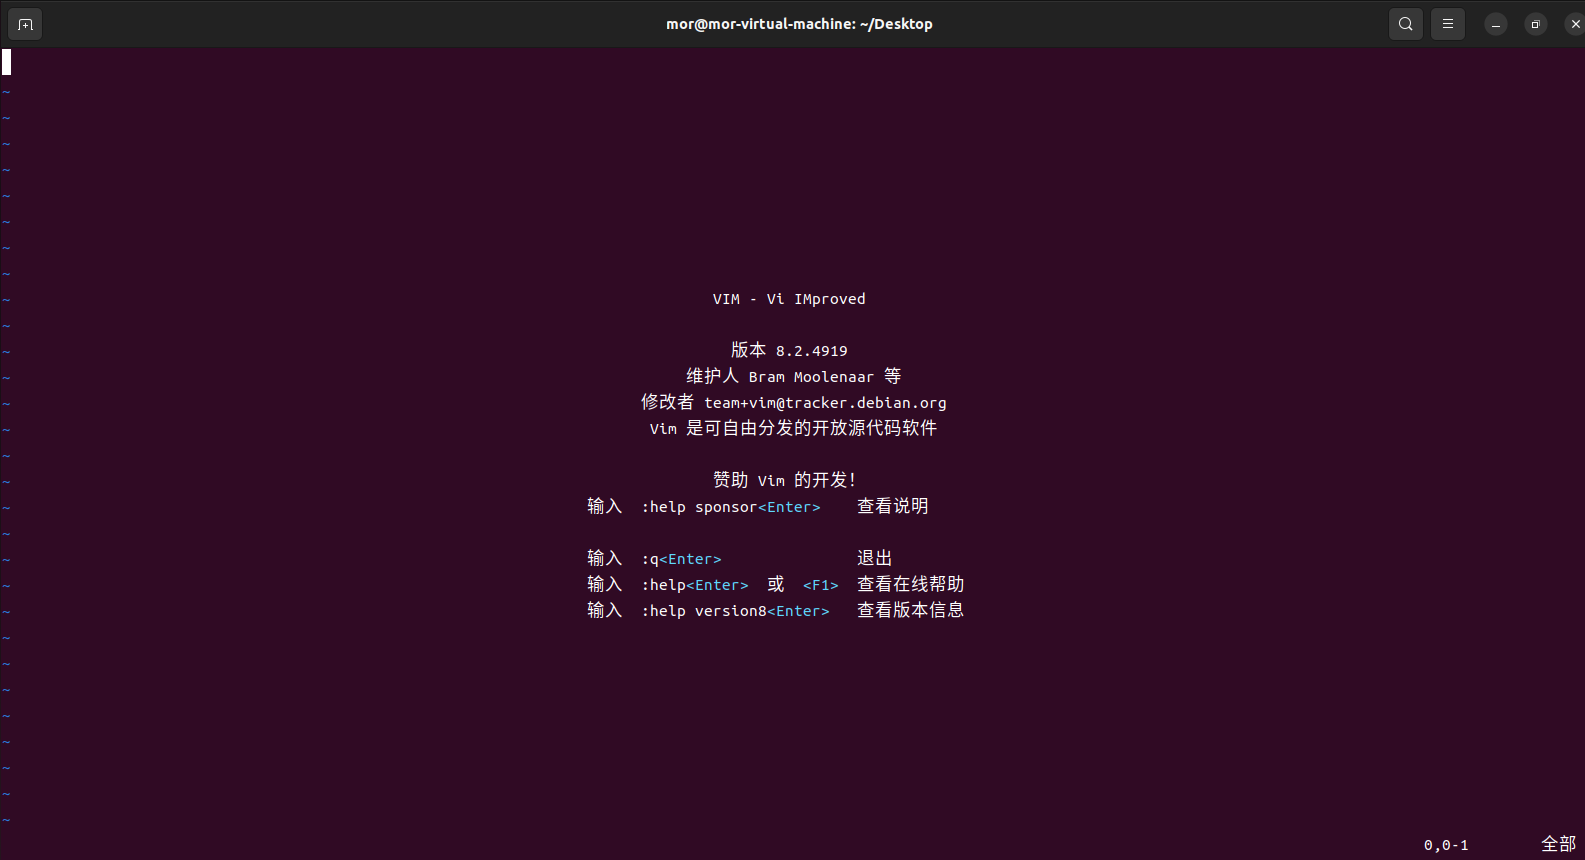 mor@mor-virtual-machine: ~/Desktop
~
~
~
~
~
~
~
~
~ VIM - Vi IMproved
~
~ 版本 8.2.4919
~ 维护人 Bram Moolenaar 等
~ 修改者 team+vim@tracker.debian.org
~ Vim 是可自由分发的开放源代码软件
~
~ 赞助 Vim 的开发！
~ 输入 :help sponsor<Enter> 查看说明
~
~ 输入 :q<Enter> 退出
~ 输入 :help<Enter> 或 <F1> 查看在线帮助
~ 输入 :help version8<Enter> 查看版本信息
~
~
~
~
~
~
~
~
0,0-1 全部